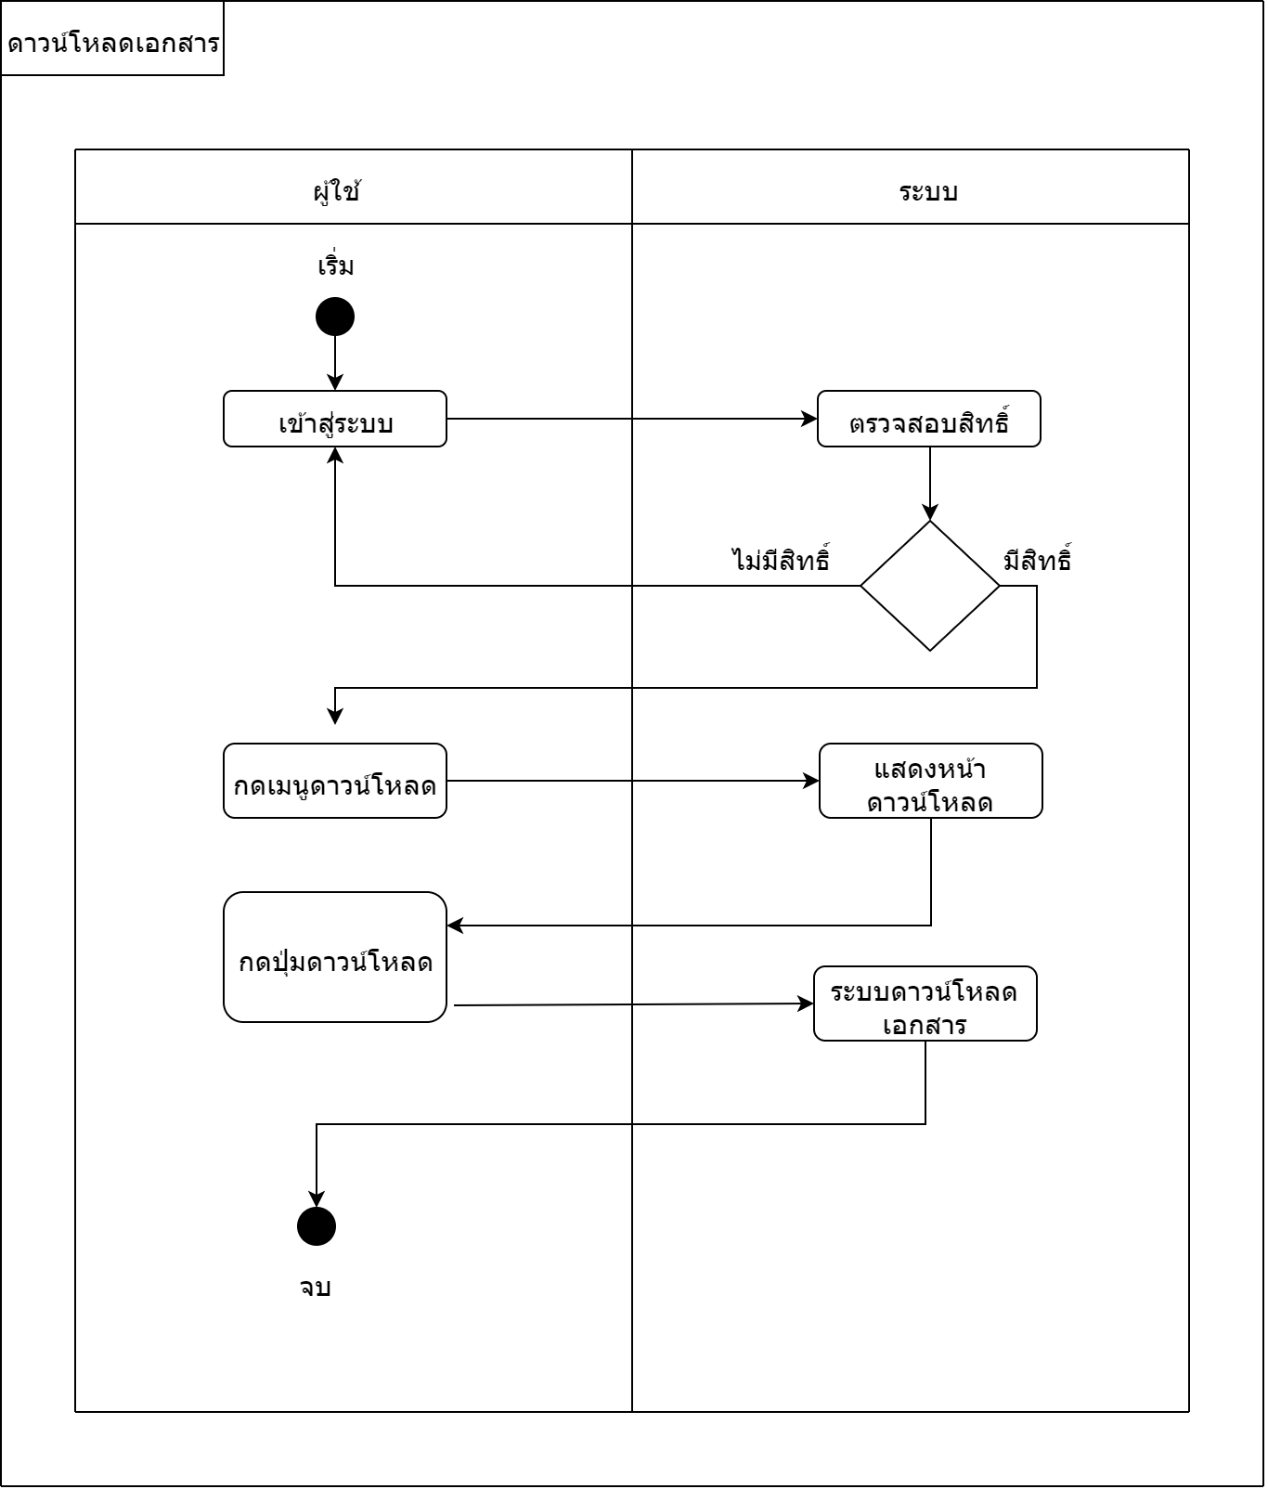 ดาวน์โหลดเอกสาร
ผู้ใช้
ระบบ
เริ่ม
เข้าสู่ระบบ
ตรวจสอบสิทธิ์
ไม่มีสิทธิ์
มีสิทธิ์
กดเมนูดาวน์โหลด
แสดงหน้า
ดาวน์โหลด
กดปุ่มดาวน์โหลด
ระบบดาวน์โหลด
เอกสาร
จบ